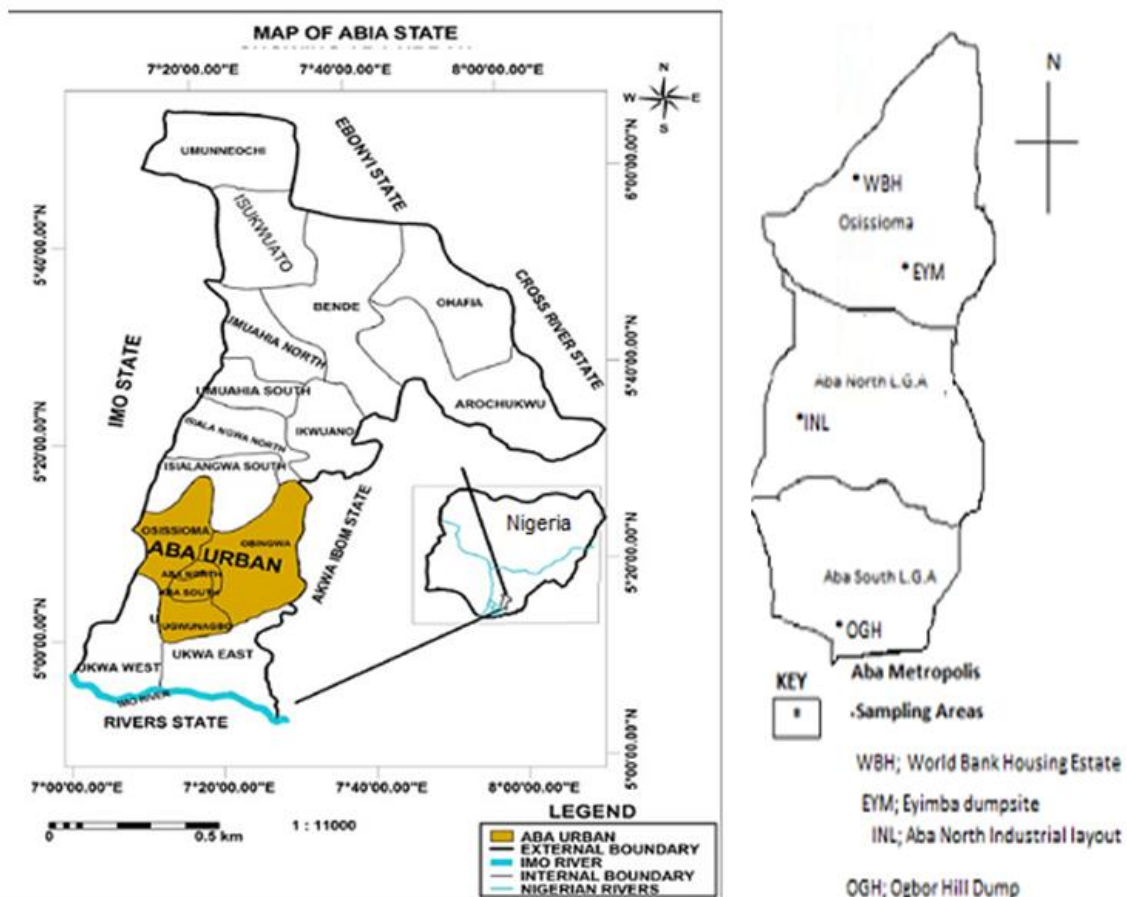 MAP OF ABIA STATE
7°20'00.00"E 7°40'00.00"E 8°00'00.00"E
N
W E
S
6°00'00.00"N
5°40'00.00"N
5°20'00.00"N
5°00'00.00"N
5°40'00.00"N
5°20'00.00"N
5°00'00.00"N
EBONYI STATE
CROSS RIVER STATE
IMO STATE
AKWA IBOM STATE
RIVERS STATE
UMUNNEOCHI
ISUKWUATO
BENDE
OHAFIA
UMUAHIA NORTH
UMUAHIA SOUTH
IKWUANO
AROCHUKWU
ISIALA NGWA NORTH
ISIALANGWA SOUTH
OSISSIOMA
OBINGWA
ABA URBAN
ABA NORTH
ABA SOUTH
UGWUNAGBO
UKWA WEST
UKWA EAST
IMO RIVER
Nigeria
7°00'00.00"E 7°20'00.00"E 7°40'00.00"E 8°00'00.00"E
0 0.5 km
1 : 11000
LEGEND
ABA URBAN
EXTERNAL BOUNDARY
IMO RIVER
INTERNAL BOUNDARY
NIGERIAN RIVERS
N
WBH
Osissioma
EYM
Aba North L.G.A
INL
Aba South L.G.A
OGH
Aba Metropolis
KEY
Sampling Areas
WBH; World Bank Housing Estate
EYM; Eyimba dumpsite
INL; Aba North Industrial layout
OGH; Ogbor Hill Dump